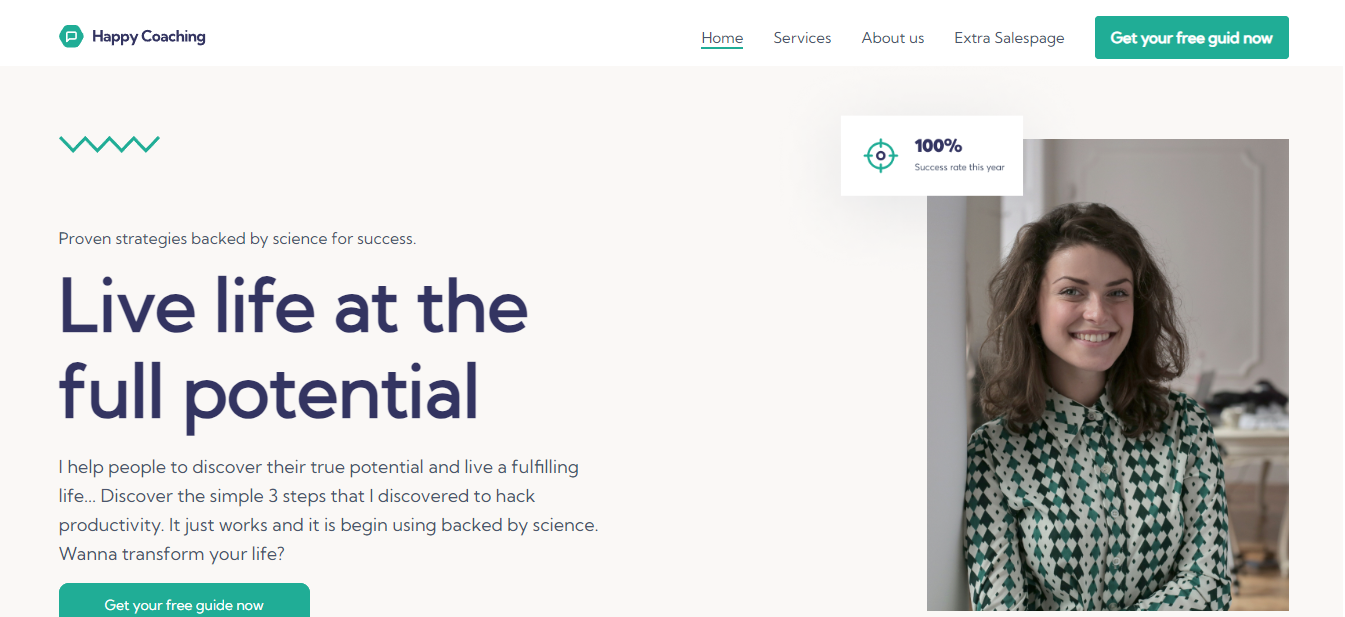 Happy Coaching
Home
Services
About us
Extra Salespage
Get your free guid now
100%
Success rate this year
Proven strategies backed by science for success.
Live life at the
full potential
I help people to discover their true potential and live a fulfilling
life... Discover the simple 3 steps that I discovered to hack
productivity. It just works and it is begin using backed by science.
Wanna transform your life?
Get your free guide now